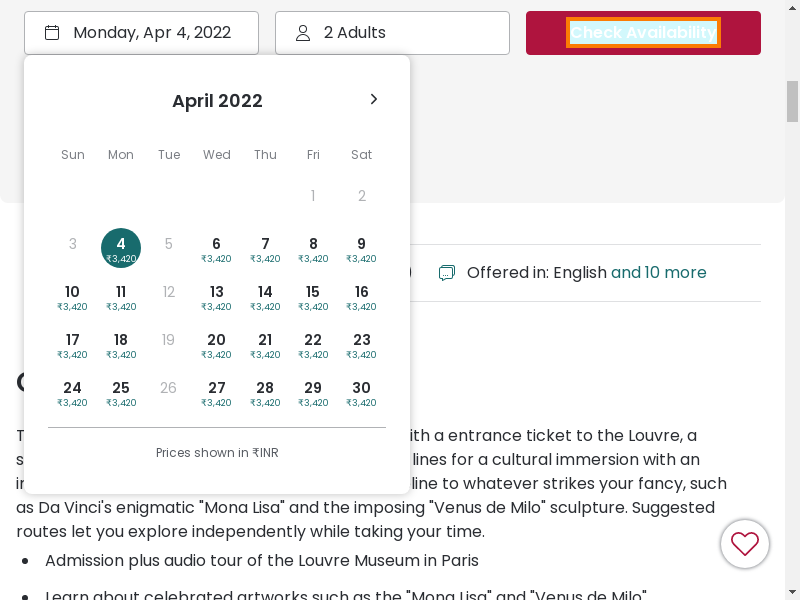 Monday, Apr 4, 2022
2 Adults
Check Availability
April 2022
Sun Mon Tue Wed Thu Fri Sat
1 2
3 4 5 6 7 8 9
₹3,420 ₹3,420 ₹3,420 ₹3,420 ₹3,420
10 11 12 13 14 15 16
₹3,420 ₹3,420 ₹3,420 ₹3,420 ₹3,420 ₹3,420
17 18 19 20 21 22 23
₹3,420 ₹3,420 ₹3,420 ₹3,420 ₹3,420 ₹3,420
24 25 26 27 28 29 30
₹3,420 ₹3,420 ₹3,420 ₹3,420 ₹3,420 ₹3,420
Prices shown in ₹INR
Offered in: English and 10 more
a entrance ticket to the Louvre, a
lines for a cultural immersion with an
line to whatever strikes your fancy, such
as Da Vinci's enigmatic "Mona Lisa" and the imposing "Venus de Milo" sculpture. Suggested
routes let you explore independently while taking your time.
• Admission plus audio tour of the Louvre Museum in Paris
• Learn about celebrated artworks such as the "Mona Lisa" and "Venus de Milo"